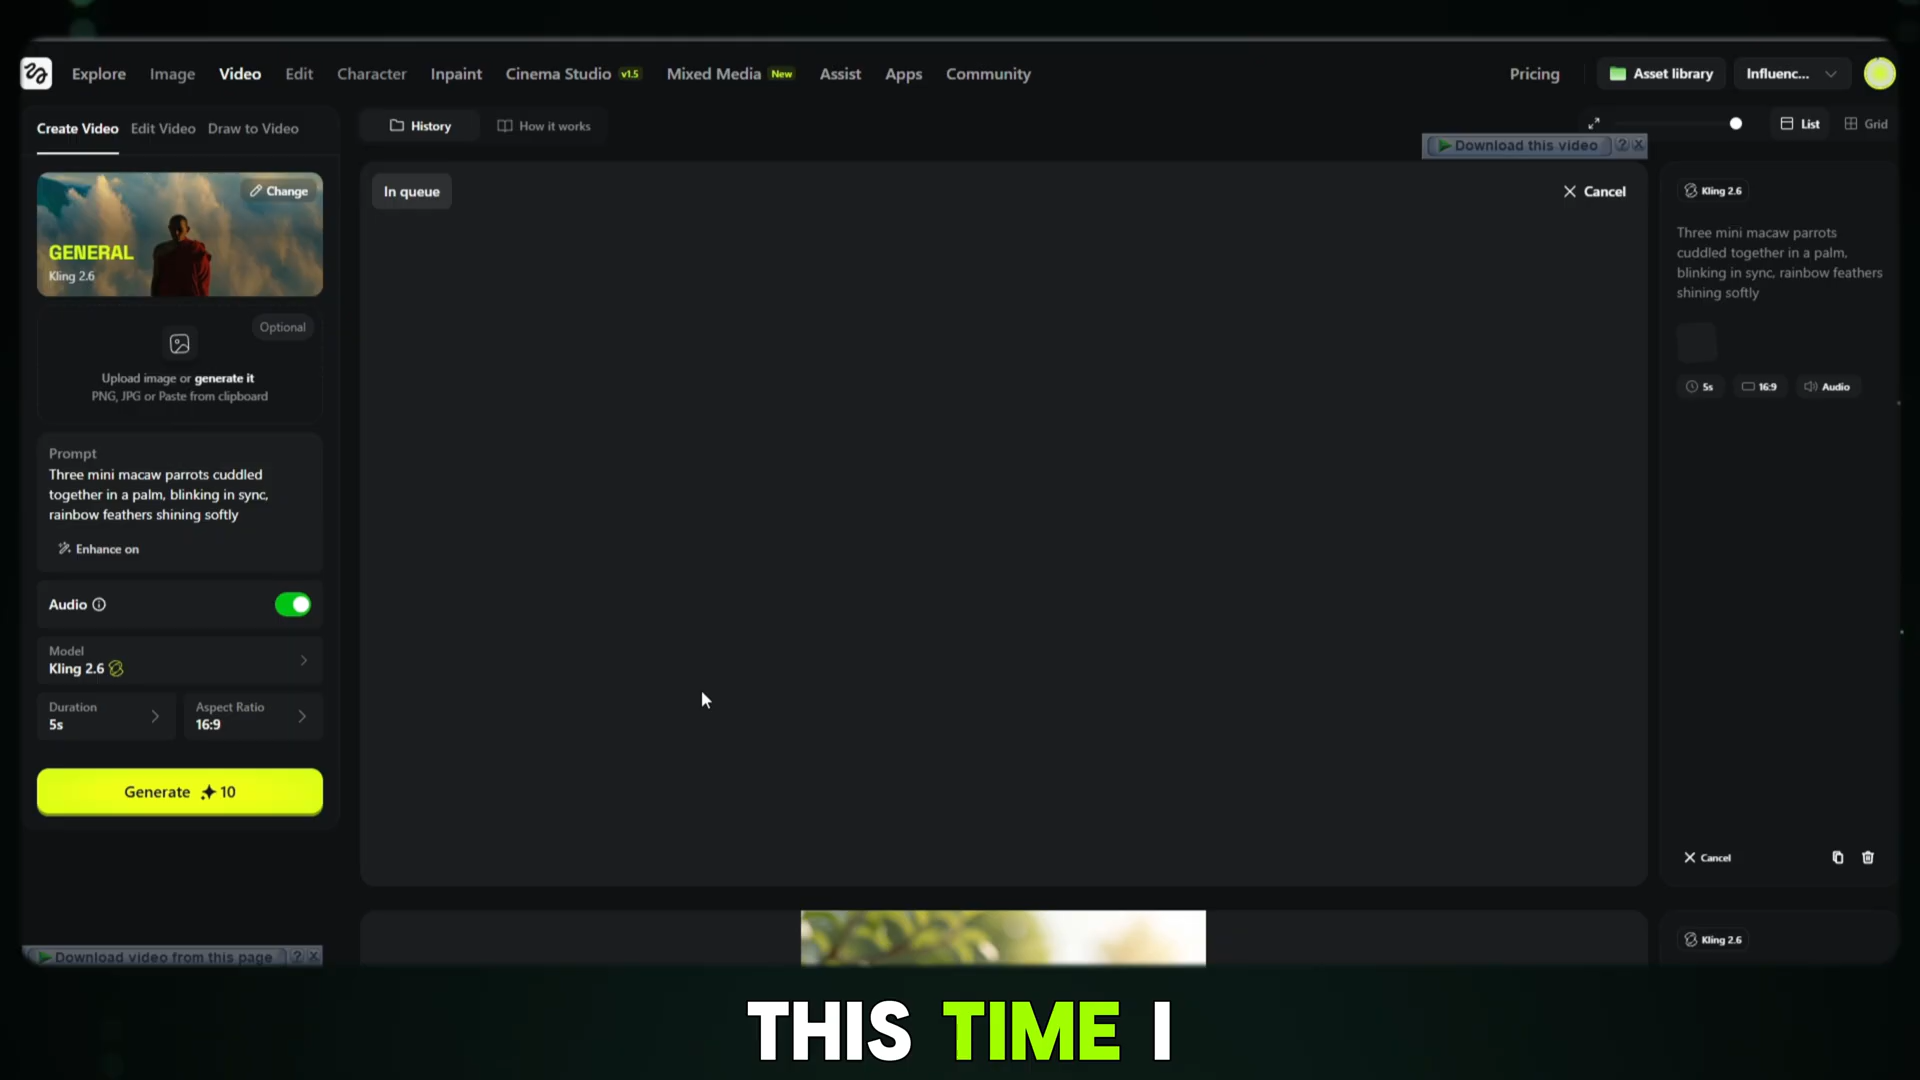 Explore Image Video Edit Character Inpaint Cinema Studio v1.5 Mixed Media New Assist Apps Community Pricing Asset library Influenc...
Create Video Edit Video Draw to Video
History How it works
List Grid
Download this video ? X
Change
GENERAL
Kling 2.6
Optional
Upload image or generate it
PNG, JPG or Paste from clipboard
Prompt
Three mini macaw parrots cuddled
together in a palm, blinking in sync,
rainbow feathers shining softly
Enhance on
Audio
Model
Kling 2.6
Duration
5s
Aspect Ratio
16:9
Generate 10
Download video from this page ? X
In queue
Cancel
Kling 2.6
Three mini macaw parrots
cuddled together in a palm,
blinking in sync, rainbow feathers
shining softly
5s 16:9 Audio
Cancel
Kling 2.6
THIS TIME I